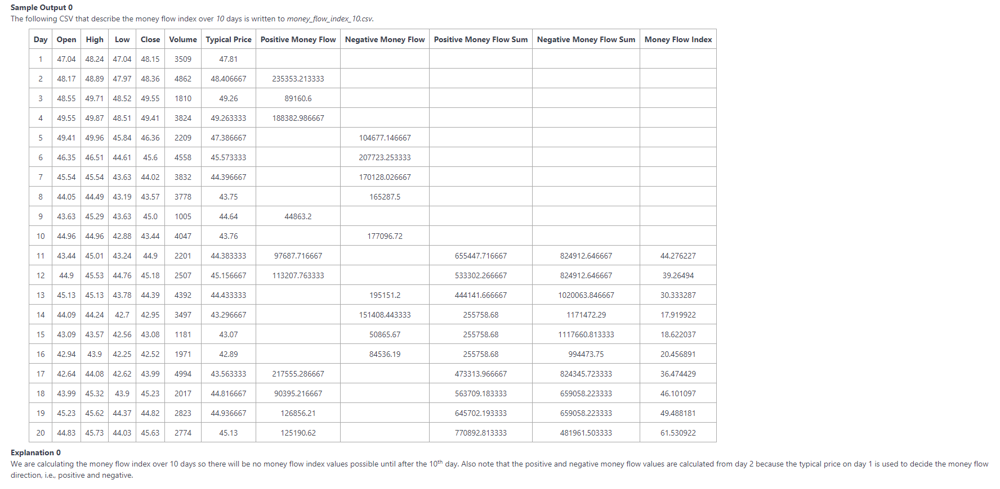 Sample Output 0
The following CSV that describe the money flow index over 10 days is written to money_flow_index_10.csv.
Day Open High Low Close Volume Typical Price Positive Money Flow Negative Money Flow Positive Money Flow Sum Negative Money Flow Sum Money Flow Index
1 47.04 48.24 47.04 48.15 3509 47.81
2 48.17 48.89 47.97 48.36 4862 48.406667 235353.213333
3 48.55 49.71 48.52 49.55 1810 49.26 89160.6
4 49.55 49.87 48.51 49.41 3824 49.263333 188382.986667
5 49.41 49.96 45.84 46.36 2209 47.386667 104677.146667
6 46.35 46.51 44.61 45.6 4558 45.573333 207723.253333
7 45.54 45.54 43.63 44.02 3832 44.396667 170128.026667
8 44.05 44.49 43.19 43.57 3778 43.75 165287.5
9 43.63 45.29 43.63 45.0 1005 44.64 44863.2
10 44.96 44.96 42.88 43.44 4047 43.76 177096.72
11 43.44 45.01 43.24 44.9 2201 44.383333 97687.716667 655447.716667 824912.646667 44.276227
12 44.9 45.53 44.76 45.18 2507 45.156667 113207.763333 533302.266667 824912.646667 39.26494
13 45.13 45.13 43.78 44.39 4392 44.433333 195151.2 444141.666667 1020063.846667 30.333287
14 44.09 44.24 42.7 42.95 3497 43.296667 151408.443333 255758.68 1171472.29 17.919922
15 43.09 43.57 42.56 43.08 1181 43.07 50865.67 255758.68 1117660.813333 18.622037
16 42.94 43.9 42.25 42.52 1971 42.89 84536.19 255758.68 994473.75 20.456891
17 42.64 44.08 42.62 43.99 4994 43.563333 217555.286667 473313.966667 824345.723333 36.474429
18 43.99 45.32 43.9 45.23 2017 44.816667 90395.216667 563709.183333 659058.223333 46.101097
19 45.23 45.62 44.37 44.82 2823 44.936667 126856.21 645702.193333 659058.223333 49.488181
20 44.83 45.73 44.03 45.63 2774 45.13 125190.62 770892.813333 481961.503333 61.530922
Explanation 0
We are calculating the money flow index over 10 days so there will be no money flow index values possible until after the 10th day. Also note that the positive and negative money flow values are calculated from day 2 because the typical price on day 1 is used to decide the money flow
direction, i.e., positive and negative.